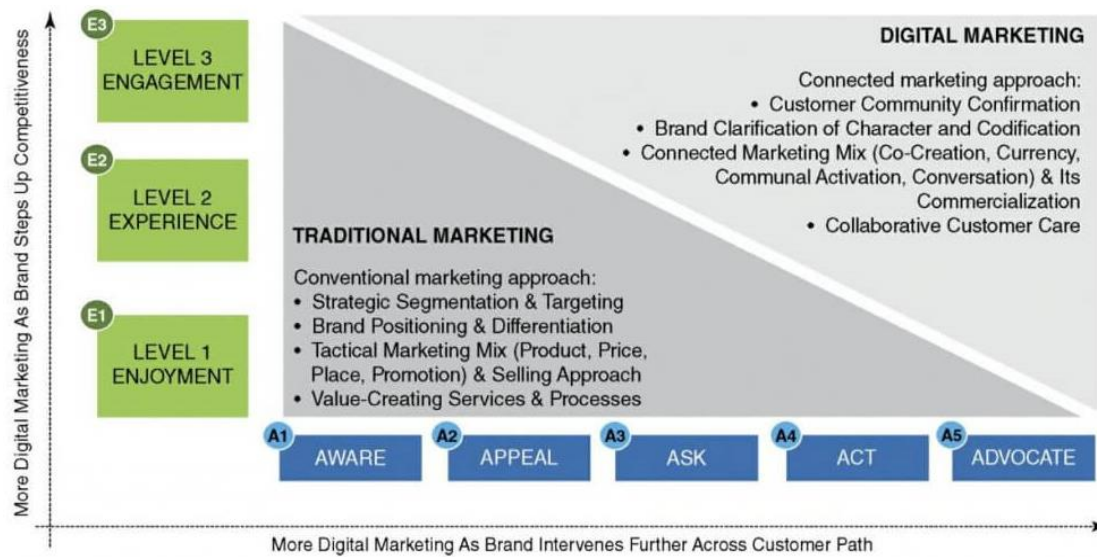 More Digital Marketing As Brand Steps Up Competitiveness
E3
LEVEL 3
ENGAGEMENT
E2
LEVEL 2
EXPERIENCE
E1
LEVEL 1
ENJOYMENT
DIGITAL MARKETING
Connected marketing approach:
• Customer Community Confirmation
• Brand Clarification of Character and Codification
• Connected Marketing Mix (Co-Creation, Currency,
Communal Activation, Conversation) & Its
Commercialization
• Collaborative Customer Care
TRADITIONAL MARKETING
Conventional marketing approach:
• Strategic Segmentation & Targeting
• Brand Positioning & Differentiation
• Tactical Marketing Mix (Product, Price,
Place, Promotion) & Selling Approach
• Value-Creating Services & Processes
A1
AWARE
A2
APPEAL
A3
ASK
A4
ACT
A5
ADVOCATE
More Digital Marketing As Brand Intervenes Further Across Customer Path